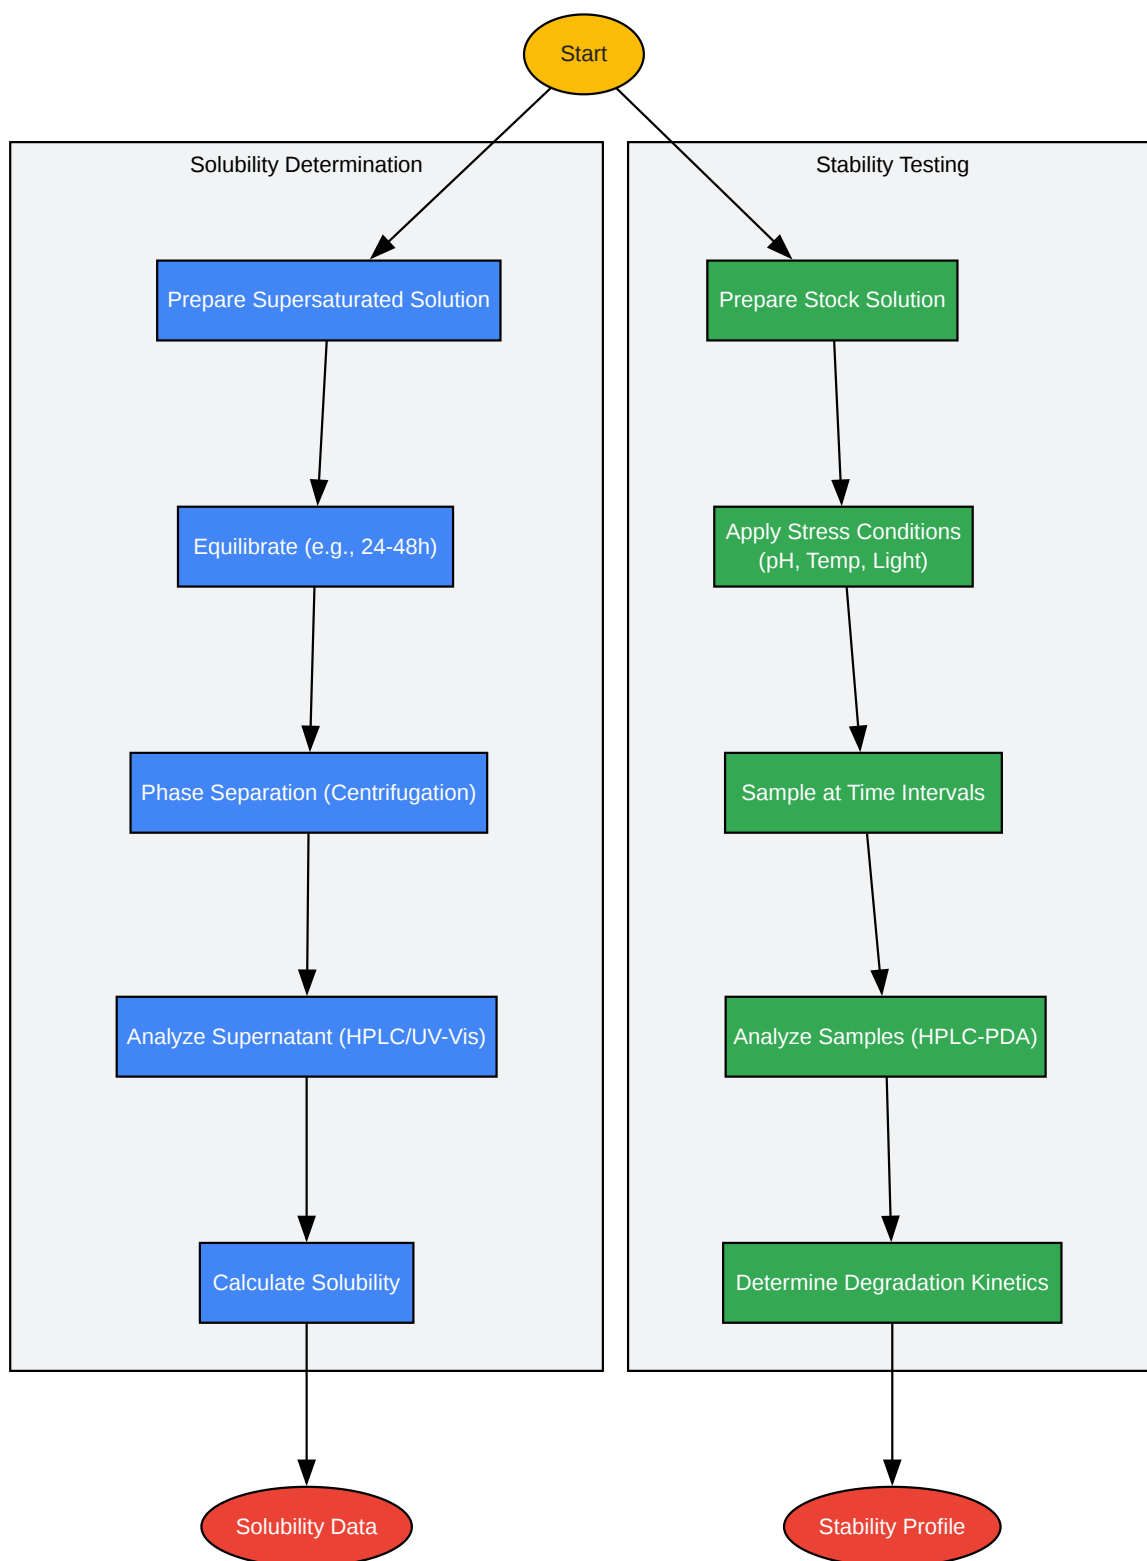 Start
Solubility Determination
Prepare Supersaturated Solution
Equilibrate (e.g., 24-48h)
Phase Separation (Centrifugation)
Analyze Supernatant (HPLC/UV-Vis)
Calculate Solubility
Solubility Data
Stability Testing
Prepare Stock Solution
Apply Stress Conditions
(pH, Temp, Light)
Sample at Time Intervals
Analyze Samples (HPLC-PDA)
Determine Degradation Kinetics
Stability Profile